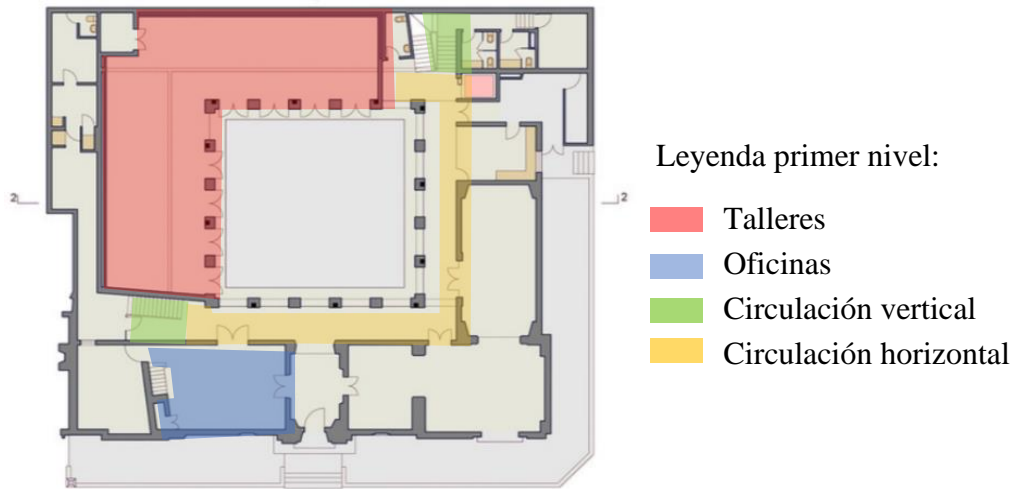 2
2
Leyenda primer nivel:
Talleres
Oficinas
Circulación vertical
Circulación horizontal